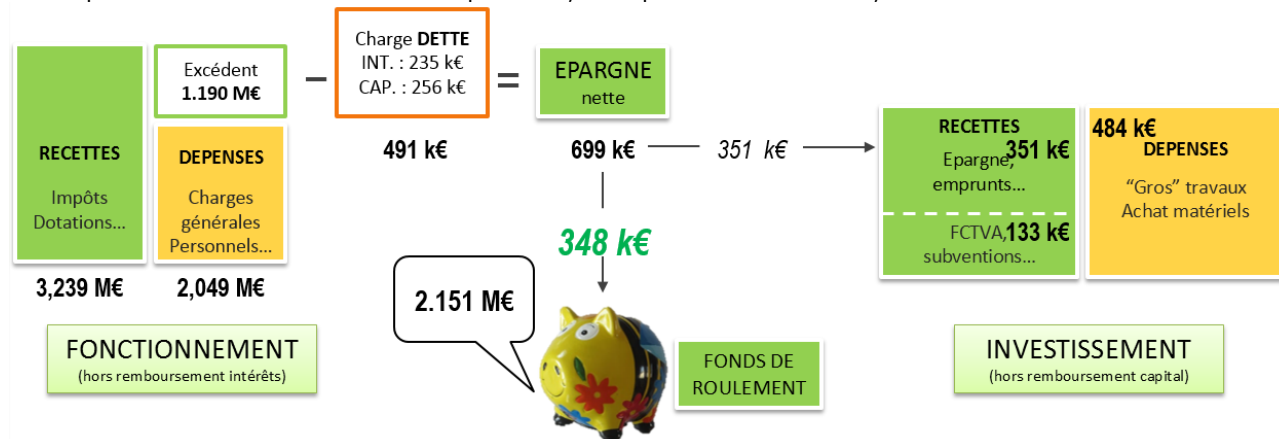 Excédent
1.190 M€
Charge DETTE
INT. : 235 k€
CAP. : 256 k€
EPARGNE
nette
RECETTES
Impôts
Dotations...
DEPENSES
Charges
générales
Personnels...
491 k€
699 k€
351 k€
RECETTES
Epargne, 351 k€
emprunts...
FCTVA, 133 k€
subventions...
484 k€
DEPENSES
“Gros” travaux
Achat matériels
3,239 M€
2,049 M€
348 k€
2.151 M€
FONCTIONNEMENT
(hors remboursement intérêts)
FONDS DE
ROULEMENT
INVESTISSEMENT
(hors remboursement capital)